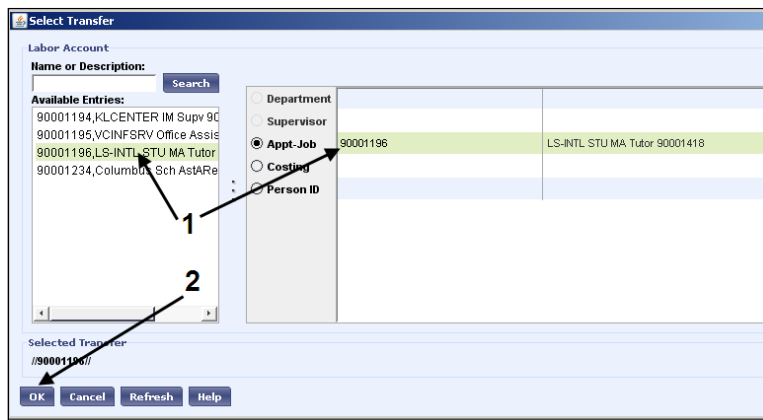 Select Transfer
Labor Account
Name or Description:
Search
Available Entries:
90001194,KLCENTER IM Supv 90
90001195,VCINFSRV Office Assis
90001196,LS-INTL STU MA Tutor
90001234,Columbus Sch AstARe
Department
Supervisor
Appt-Job 90001196 LS-INTL STU MA Tutor 90001418
Costing
Person ID
1
2
Selected Transfer
//90001196//
OK Cancel Refresh Help